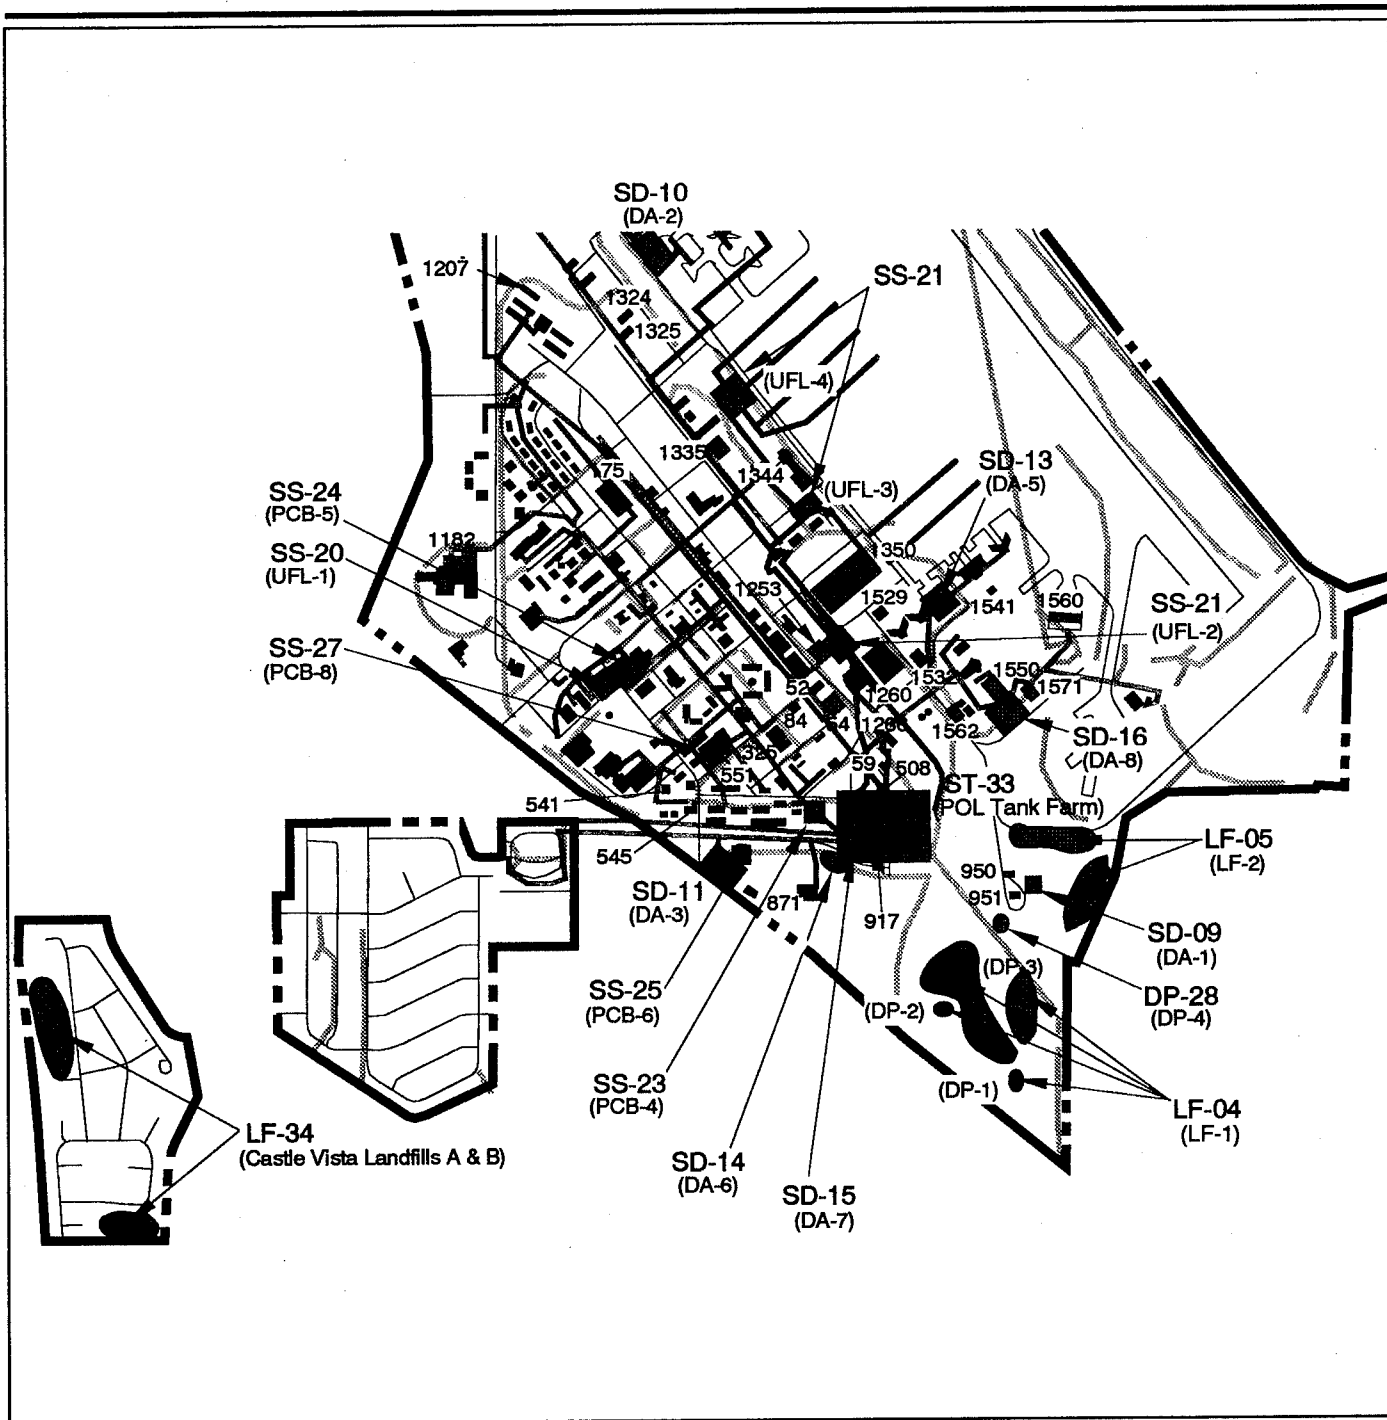 SD-10
(DA-2)
1207
SS-21
1324
1325
(UFL-4)
1335
1344
SD-13
(DA-5)
75
(UFL-3)
SS-24
(PCB-5)
1182
SS-20
(UFL-1)
1350
1253
1529
1541
1560
SS-21
(UFL-2)
SS-27
(PCB-8)
1532
1550
1571
52
1260
84
54
1266
1562
SD-16
(DA-8)
325
551
59
508
541
ST-33
(POL Tank Farm)
545
LF-05
(LF-2)
950
951
SD-11
(DA-3)
871
917
SD-09
(DA-1)
(DP-3)
SS-25
(PCB-6)
(DP-2)
DP-28
(DP-4)
SS-23
(PCB-4)
(DP-1)
LF-04
(LF-1)
LF-34
(Castle Vista Landfills A & B)
SD-14
(DA-6)
SD-15
(DA-7)